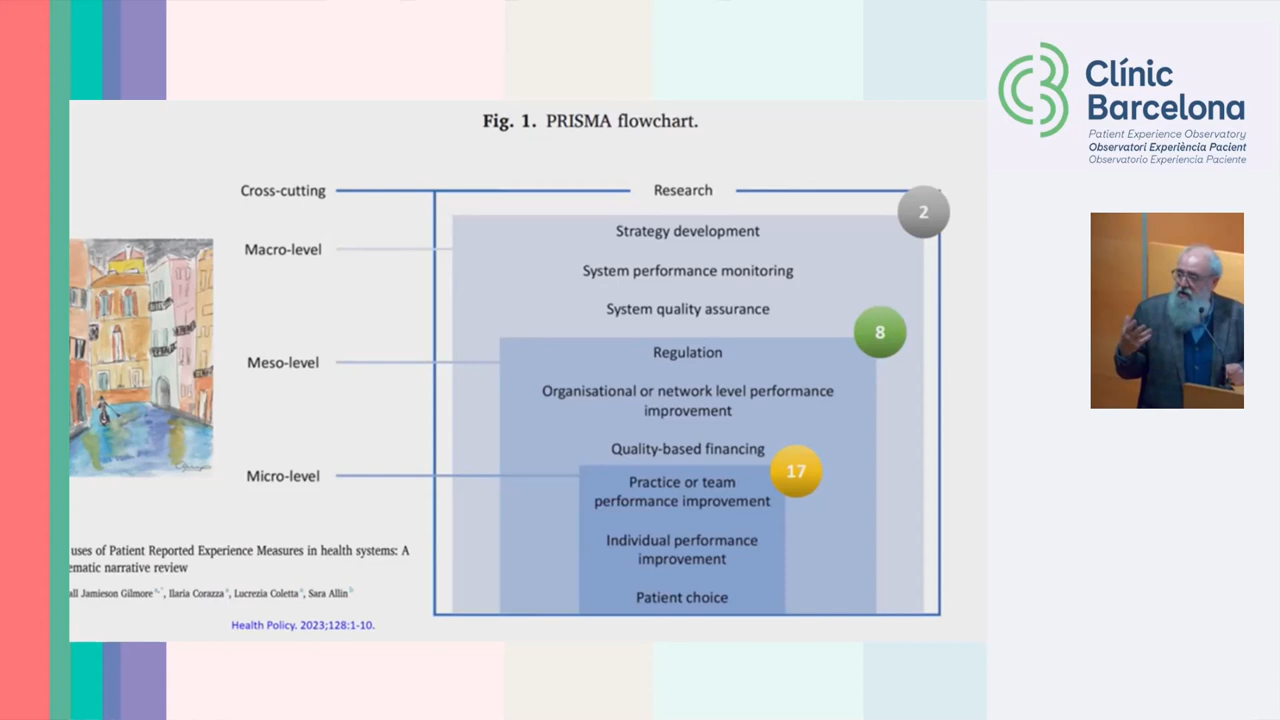 Fig. 1. PRISMA flowchart.
Cross-cutting
Research
2
Macro-level
Strategy development
System performance monitoring
System quality assurance
8
Meso-level
Regulation
Organisational or network level performance
improvement
Quality-based financing
17
Micro-level
Practice or team
performance improvement
Individual performance
improvement
Patient choice
uses of Patient Reported Experience Measures in health systems: A
ematic narrative review
all Jamieson Gilmore a,*, Ilaria Corazza a, Lucrezia Coletta a, Sara Allin b
Health Policy. 2023;128:1-10.
Clínic
Barcelona
Patient Experience Observatory
Observatori Experiència Pacient
Observatorio Experiencia Paciente